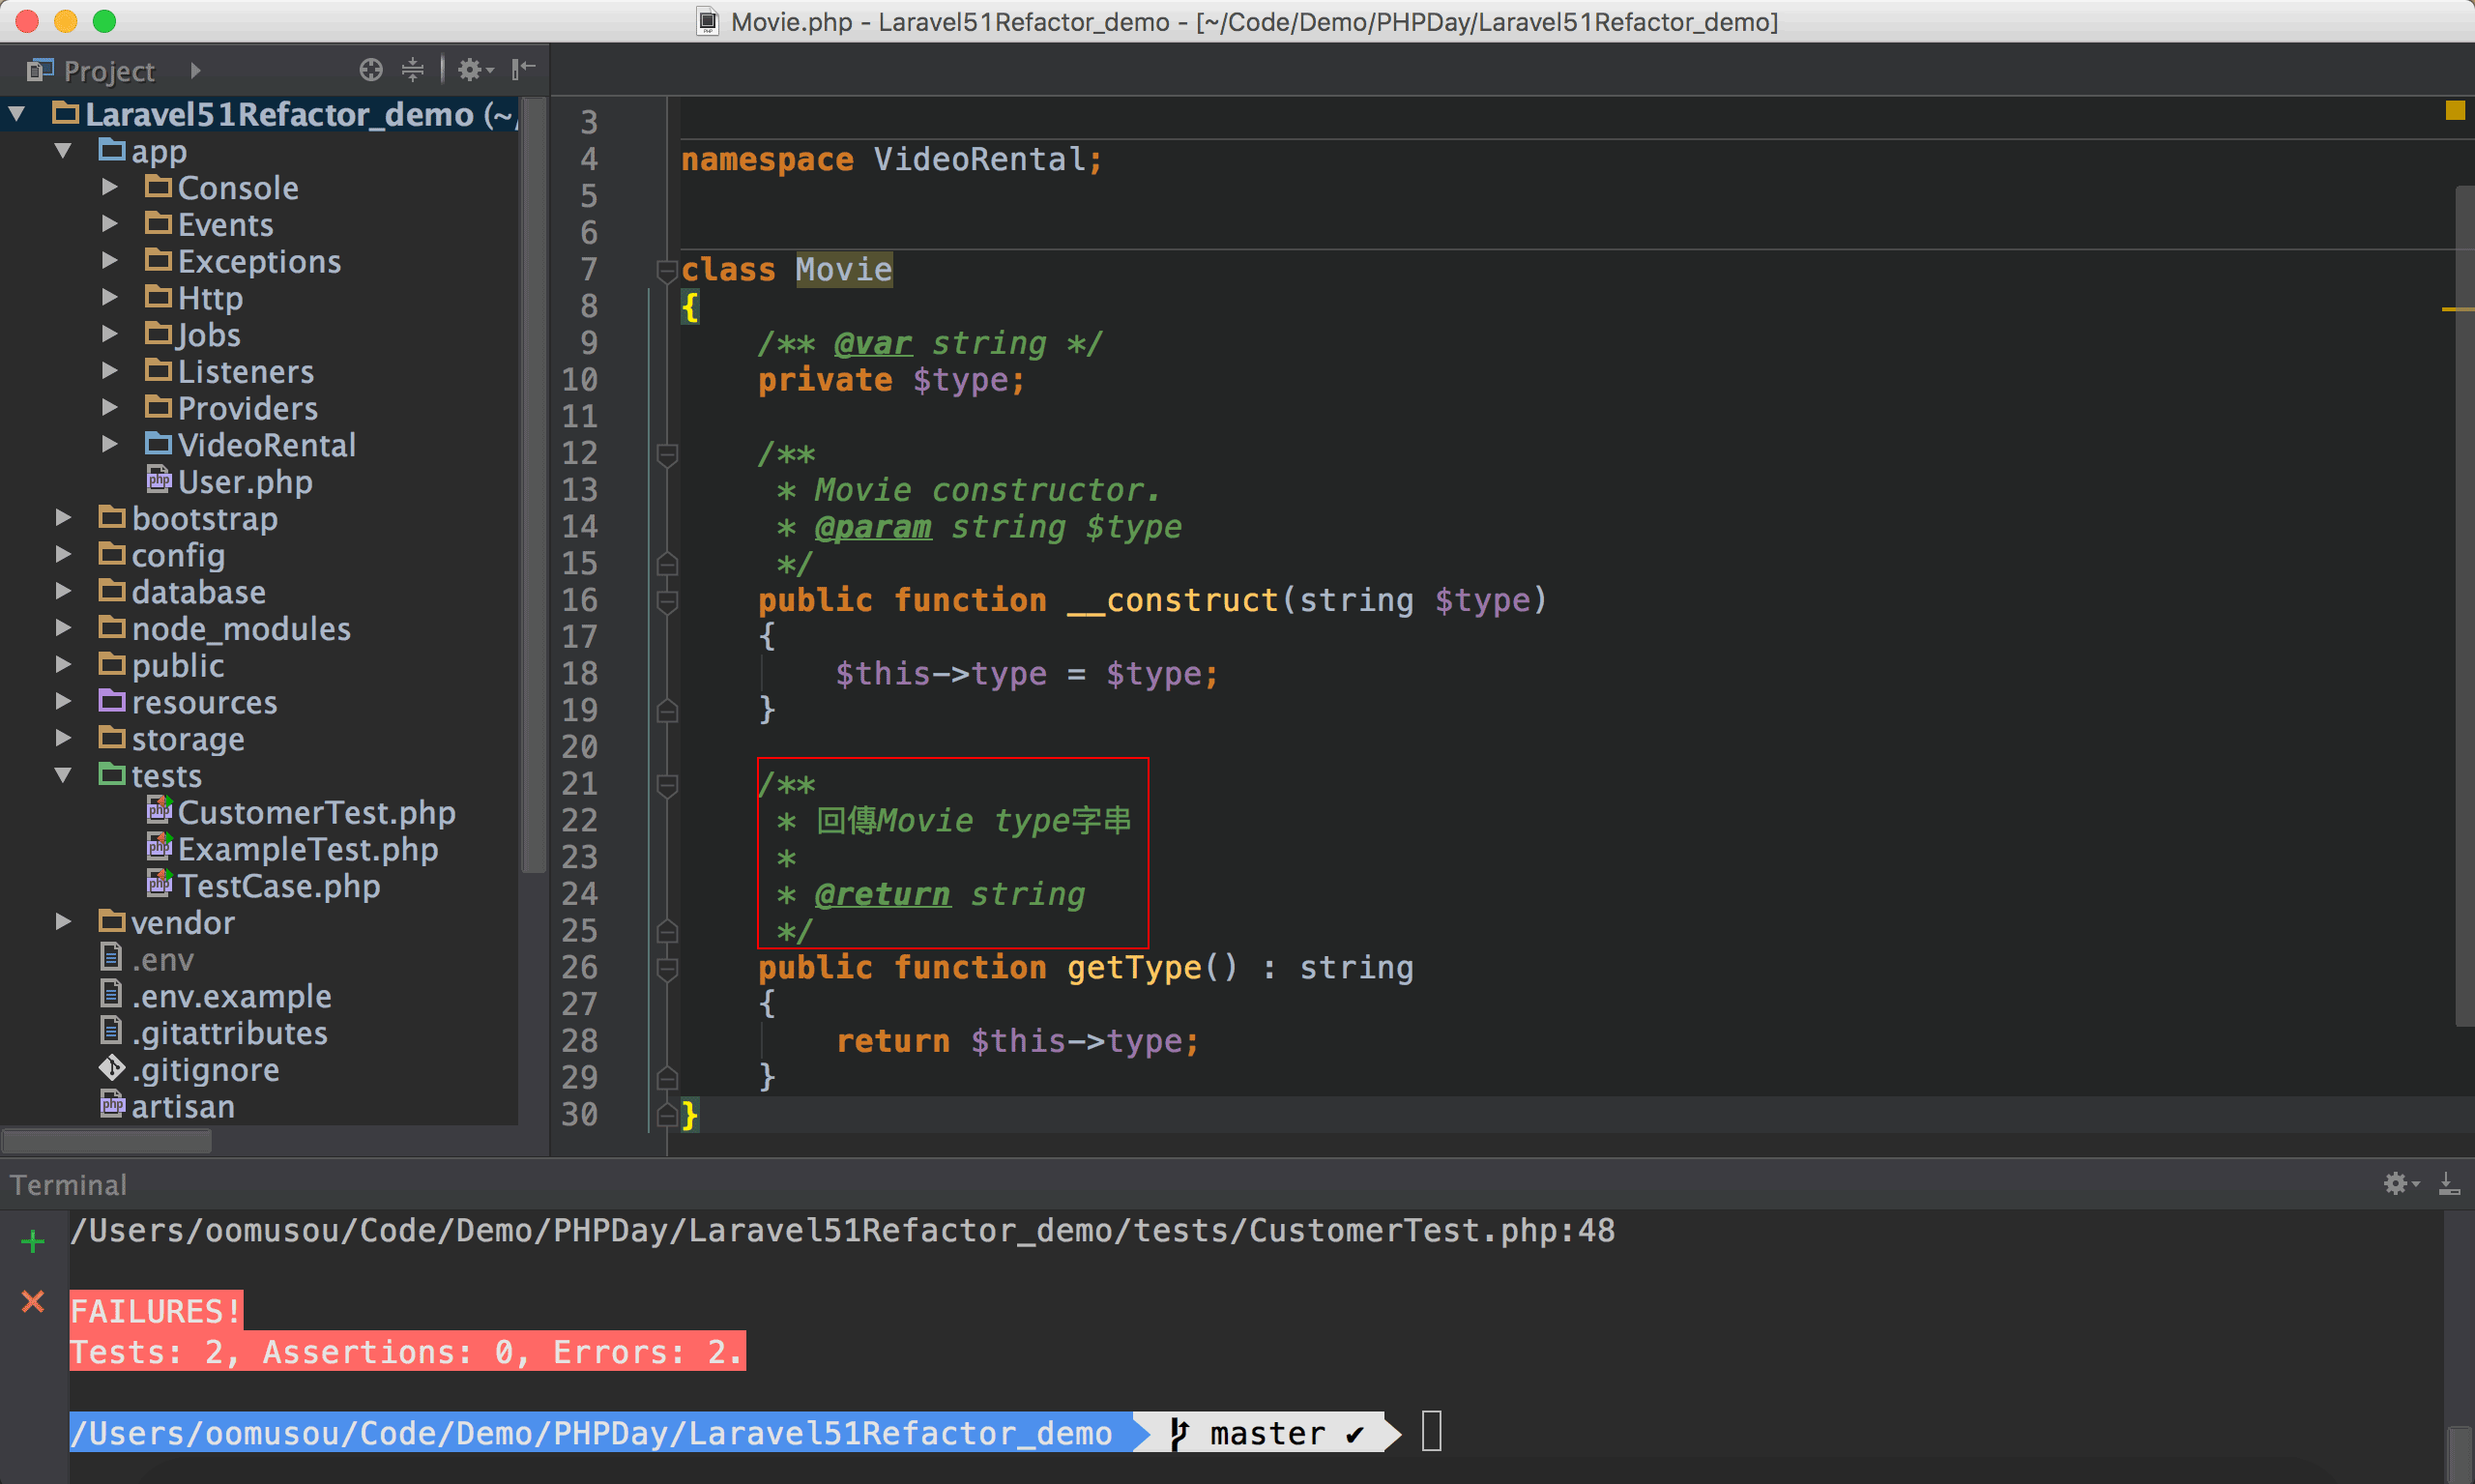 Movie.php - Laravel51Refactor_demo - [~/Code/Demo/PHPDay/Laravel51Refactor_demo]
Project
Laravel51Refactor_demo (~/
app
Console
Events
Exceptions
Http
Jobs
Listeners
Providers
VideoRental
User.php
bootstrap
config
database
node_modules
public
resources
storage
tests
CustomerTest.php
ExampleTest.php
TestCase.php
vendor
.env
.env.example
.gitattributes
.gitignore
artisan
3
4 namespace VideoRental;
5
6
7 class Movie
8 {
9 /** @var string */
10 private $type;
11
12 /**
13 * Movie constructor.
14 * @param string $type
15 */
16 public function __construct(string $type)
17 {
18 $this->type = $type;
19 }
20
21 /**
22 * 回傳Movie type字串
23 *
24 * @return string
25 */
26 public function getType() : string
27 {
28 return $this->type;
29 }
30 }
Terminal
/Users/oomusou/Code/Demo/PHPDay/Laravel51Refactor_demo/tests/CustomerTest.php:48
FAILURES!
Tests: 2, Assertions: 0, Errors: 2.
/Users/oomusou/Code/Demo/PHPDay/Laravel51Refactor_demo master ✔